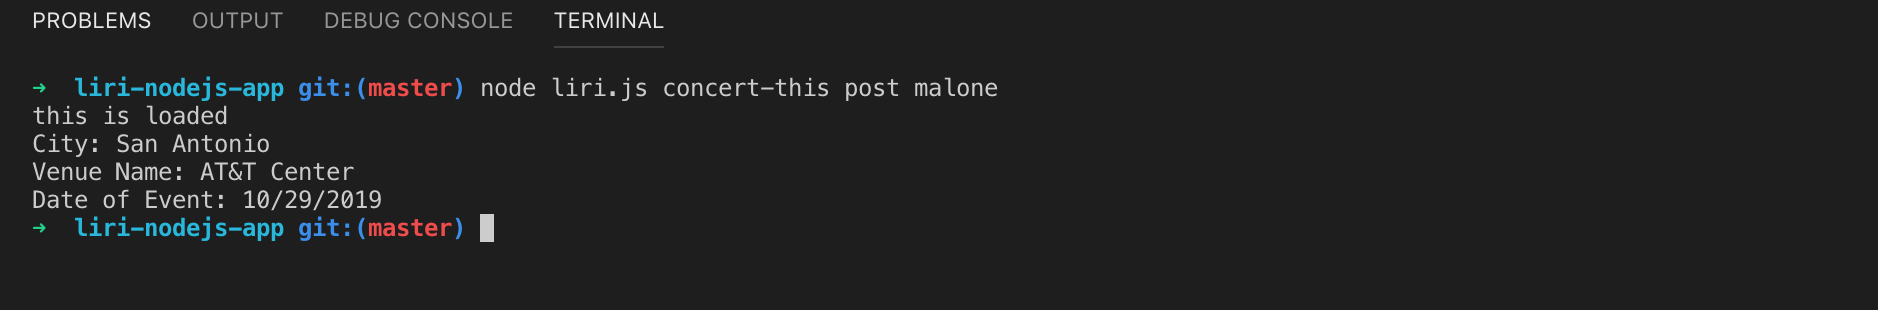 PROBLEMS OUTPUT DEBUG CONSOLE TERMINAL
➜ liri-nodejs-app git:(master) node liri.js concert-this post malone
this is loaded
City: San Antonio
Venue Name: AT&T Center
Date of Event: 10/29/2019
➜ liri-nodejs-app git:(master)